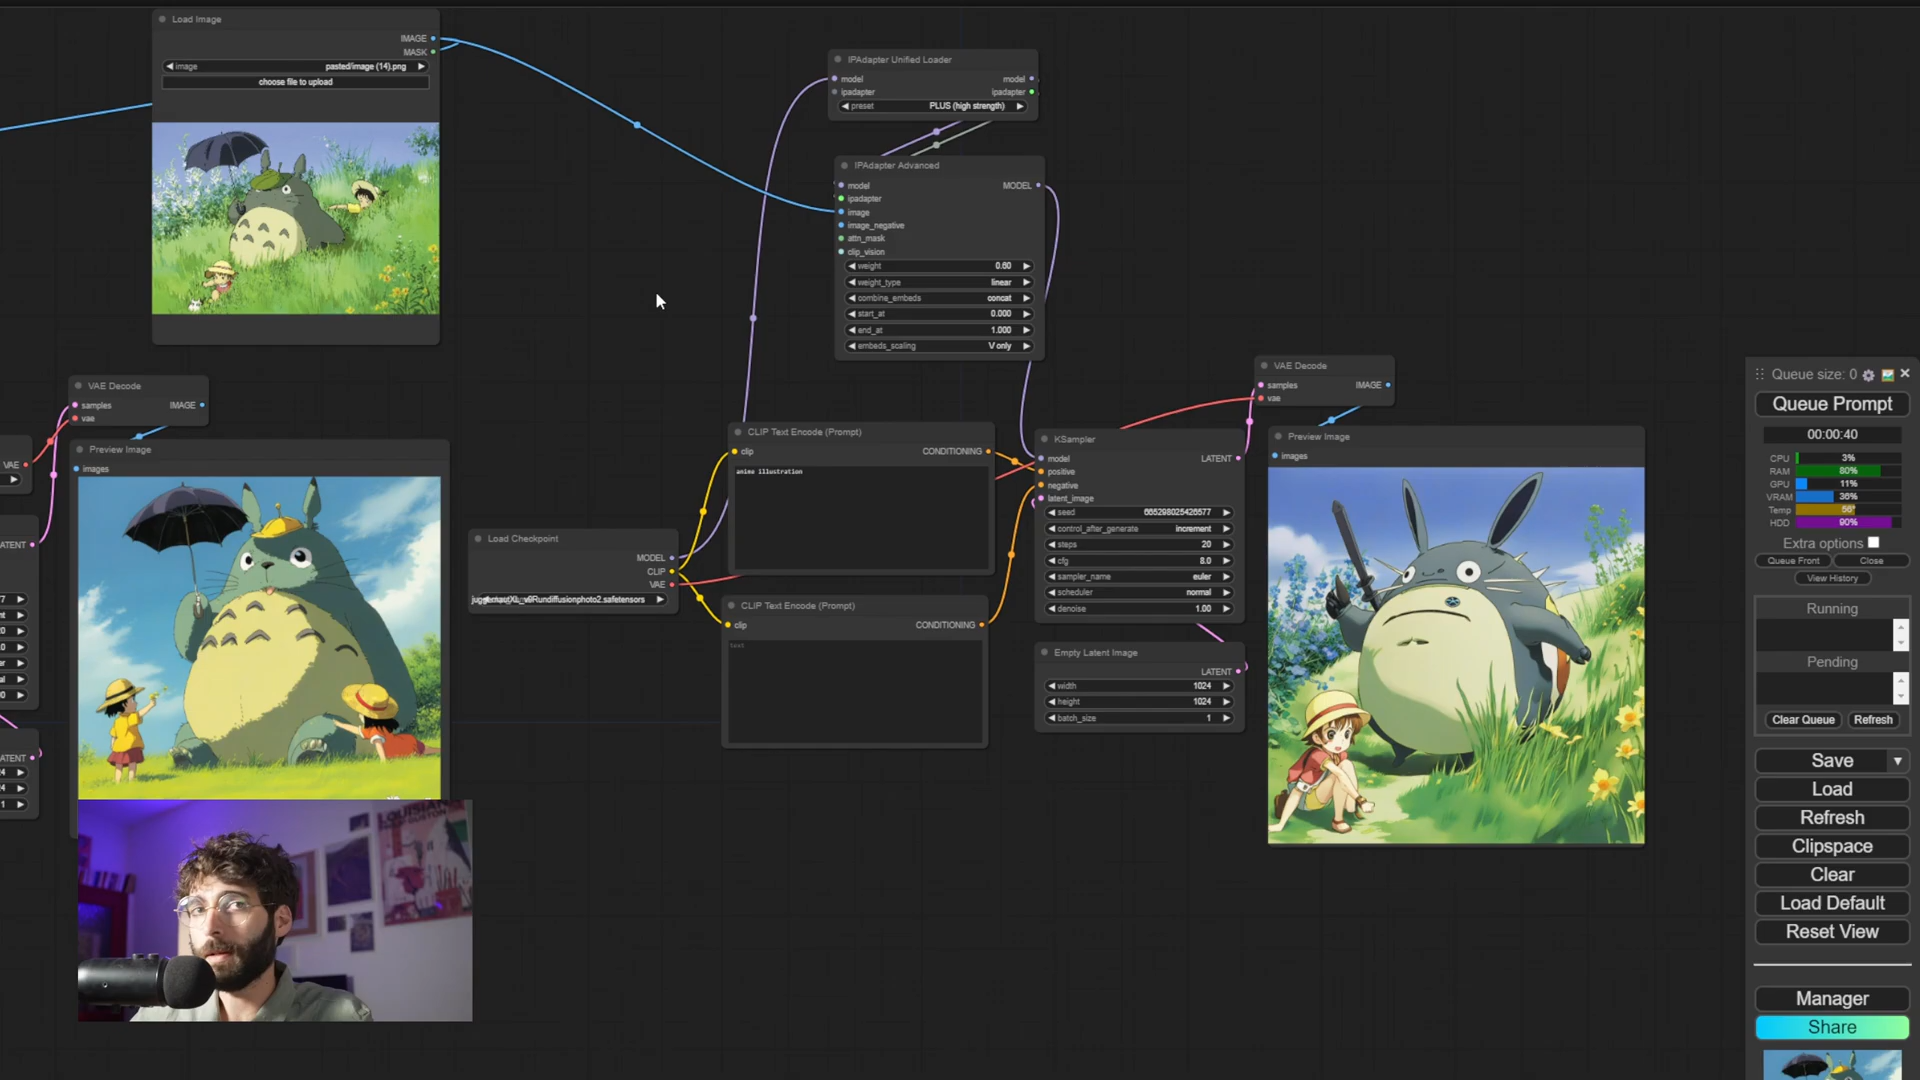 Load Image
IMAGE
MASK
image pasted/image (14).png
choose file to upload
IPAdapter Unified Loader
model model
ipadapter ipadapter
preset PLUS (high strength)
IPAdapter Advanced
model MODEL
ipadapter
image
image_negative
attn_mask
clip_vision
weight 0.60
weight_type linear
combine_embeds concat
start_at 0.000
end_at 1.000
embeds_scaling V only
VAE Decode
samples IMAGE
vae
Preview Image
images
VAE
ATENT
ATENT
Load Checkpoint
MODEL
CLIP
VAE
CLIP Text Encode (Prompt)
clip CONDITIONING
anime illustration
CLIP Text Encode (Prompt)
clip CONDITIONING
text
KSampler
model LATENT
positive
negative
latent_image
seed 665298025426577
control_after_generate increment
steps 20
cfg 8.0
sampler_name euler
scheduler normal
denoise 1.00
Empty Latent Image
LATENT
width 1024
height 1024
batch_size 1
VAE Decode
samples IMAGE
vae
Preview Image
images
Queue size: 0
Queue Prompt
00:00:40
CPU 3%
RAM 80%
GPU 11%
VRAM 36%
Temp 56°
HDD 90%
Extra options
Queue Front Close
View History
Running
Pending
Clear Queue Refresh
Save
Load
Refresh
Clipspace
Clear
Load Default
Reset View
Manager
Share